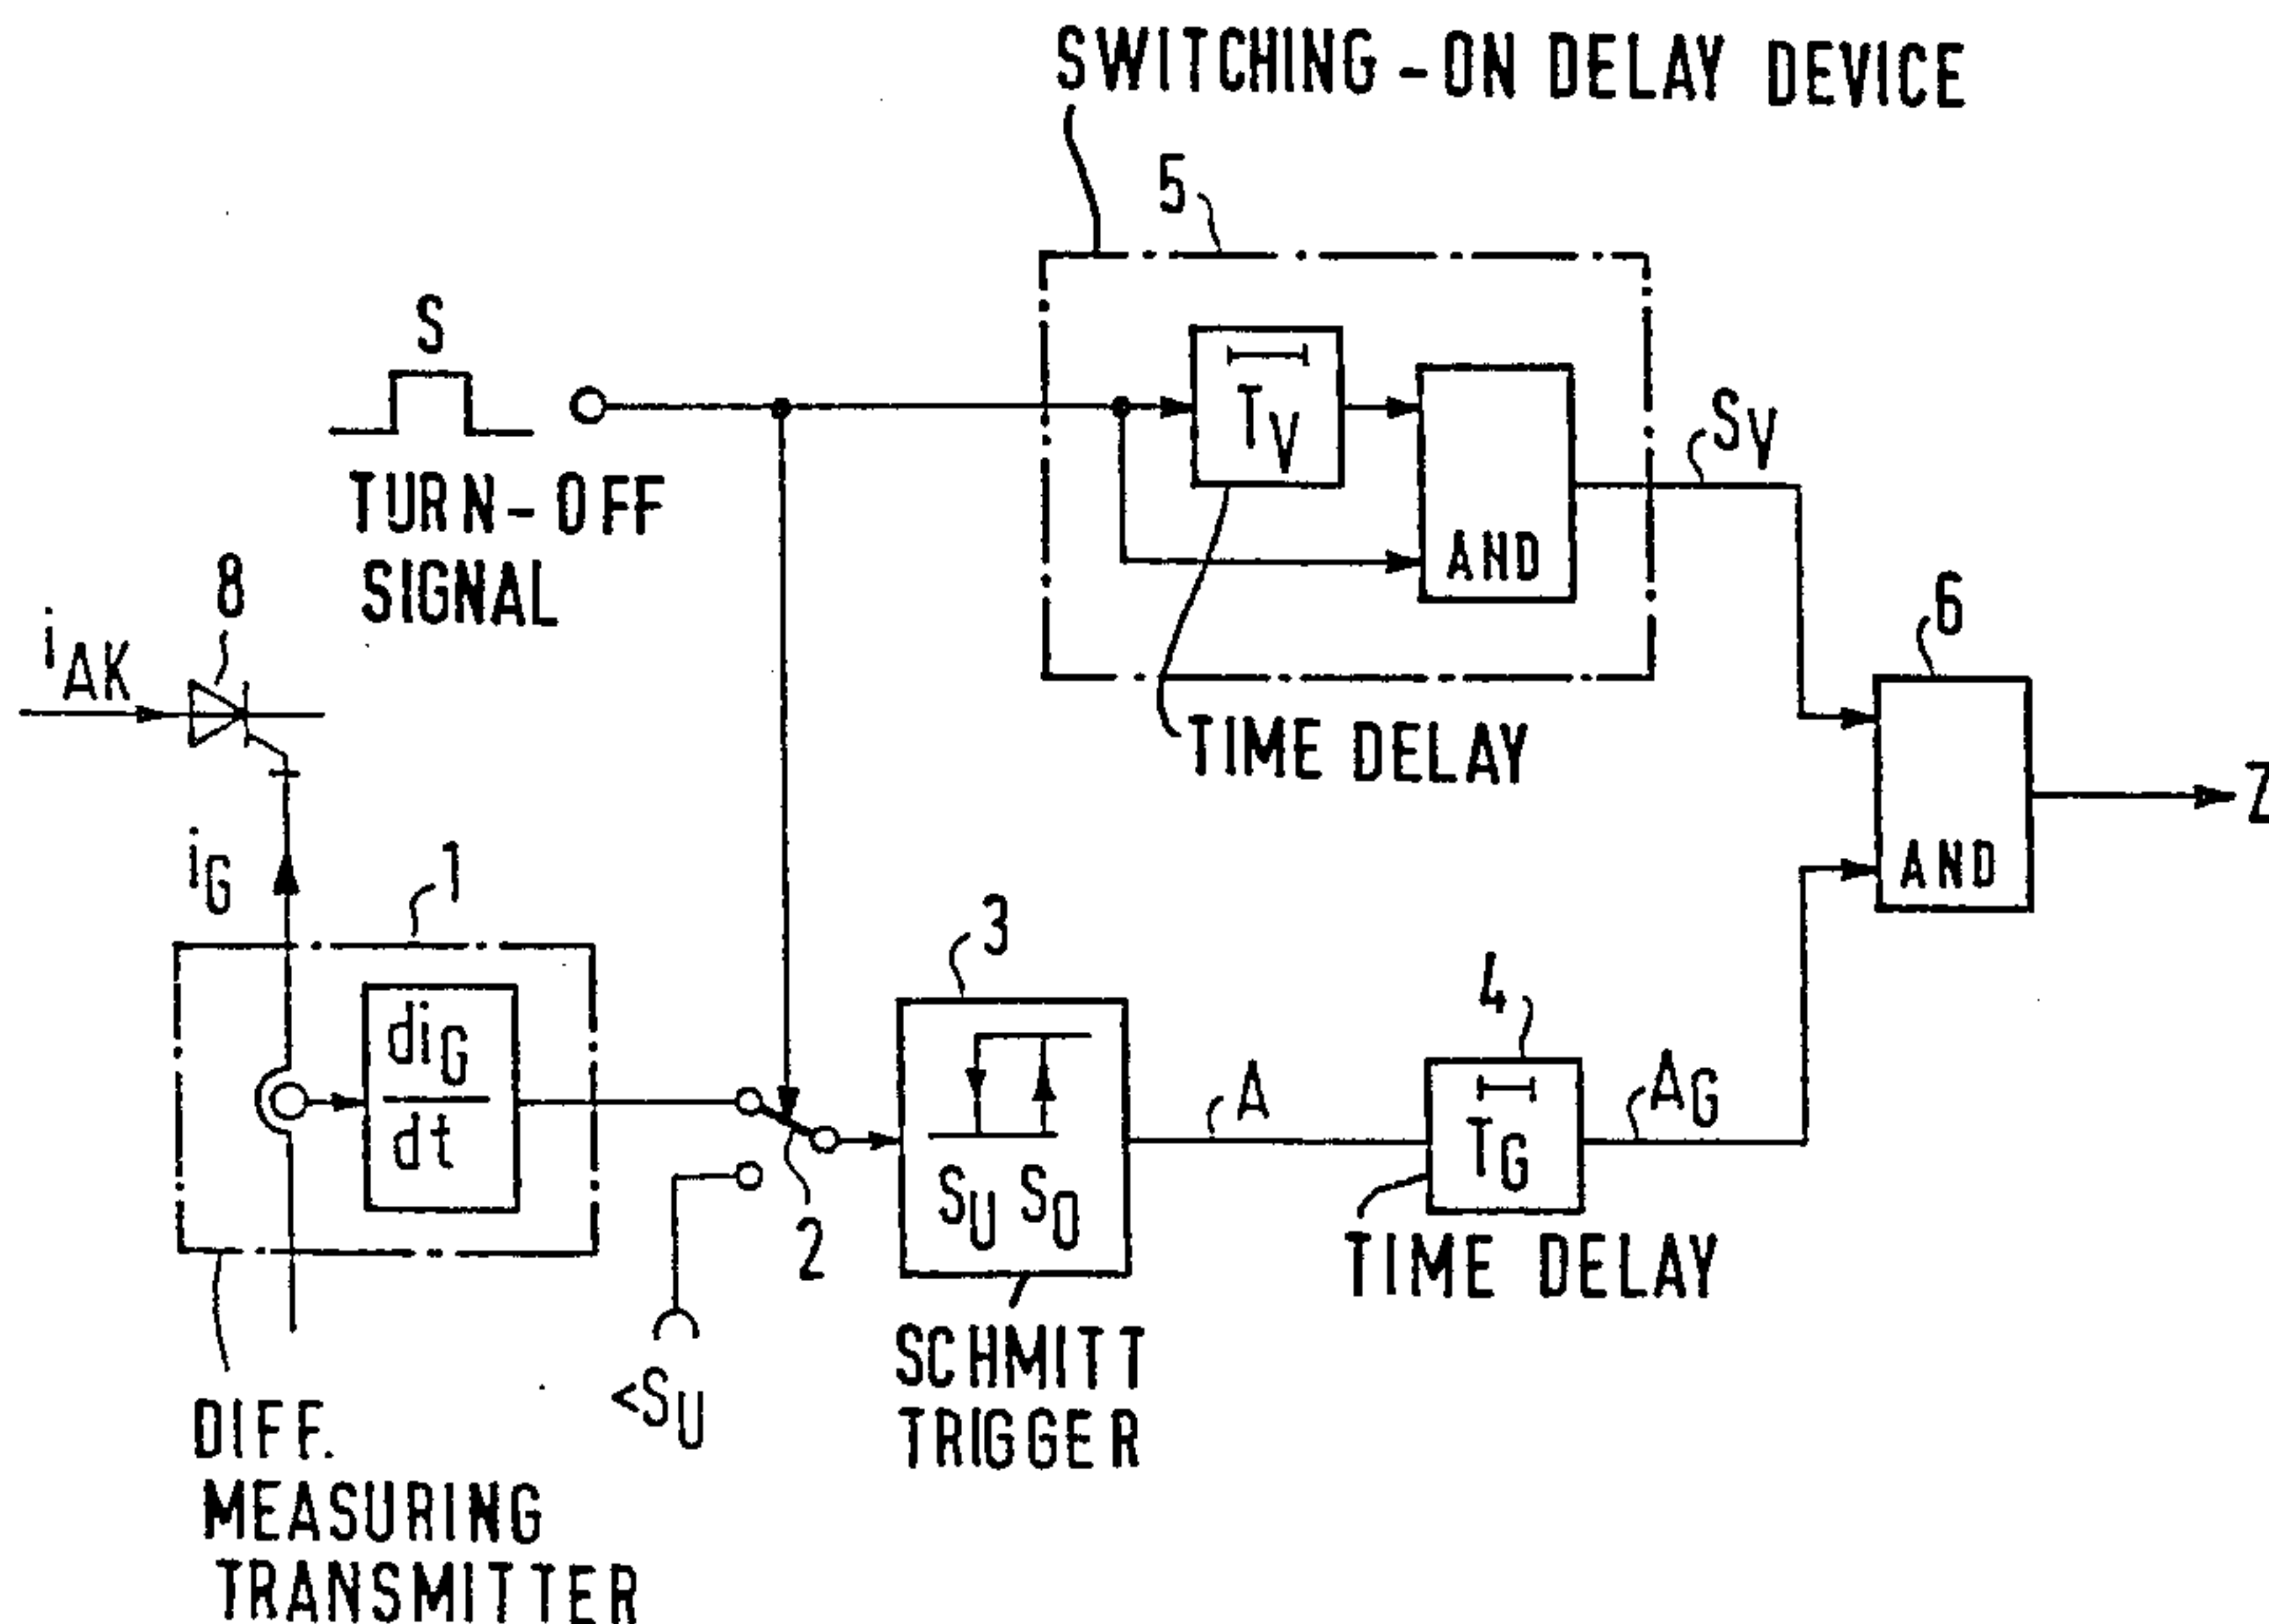 SWITCHING-ON DELAY DEVICE
5
S
TURN-OFF
SIGNAL
TV
AND
SV
TIME DELAY
8
iAK
6
AND
Z
iG
1
diG
dt
2
<SU
3
SU SO
SCHMITT
TRIGGER
A
4
TG
AG
TIME DELAY
DIFF.
MEASURING
TRANSMITTER